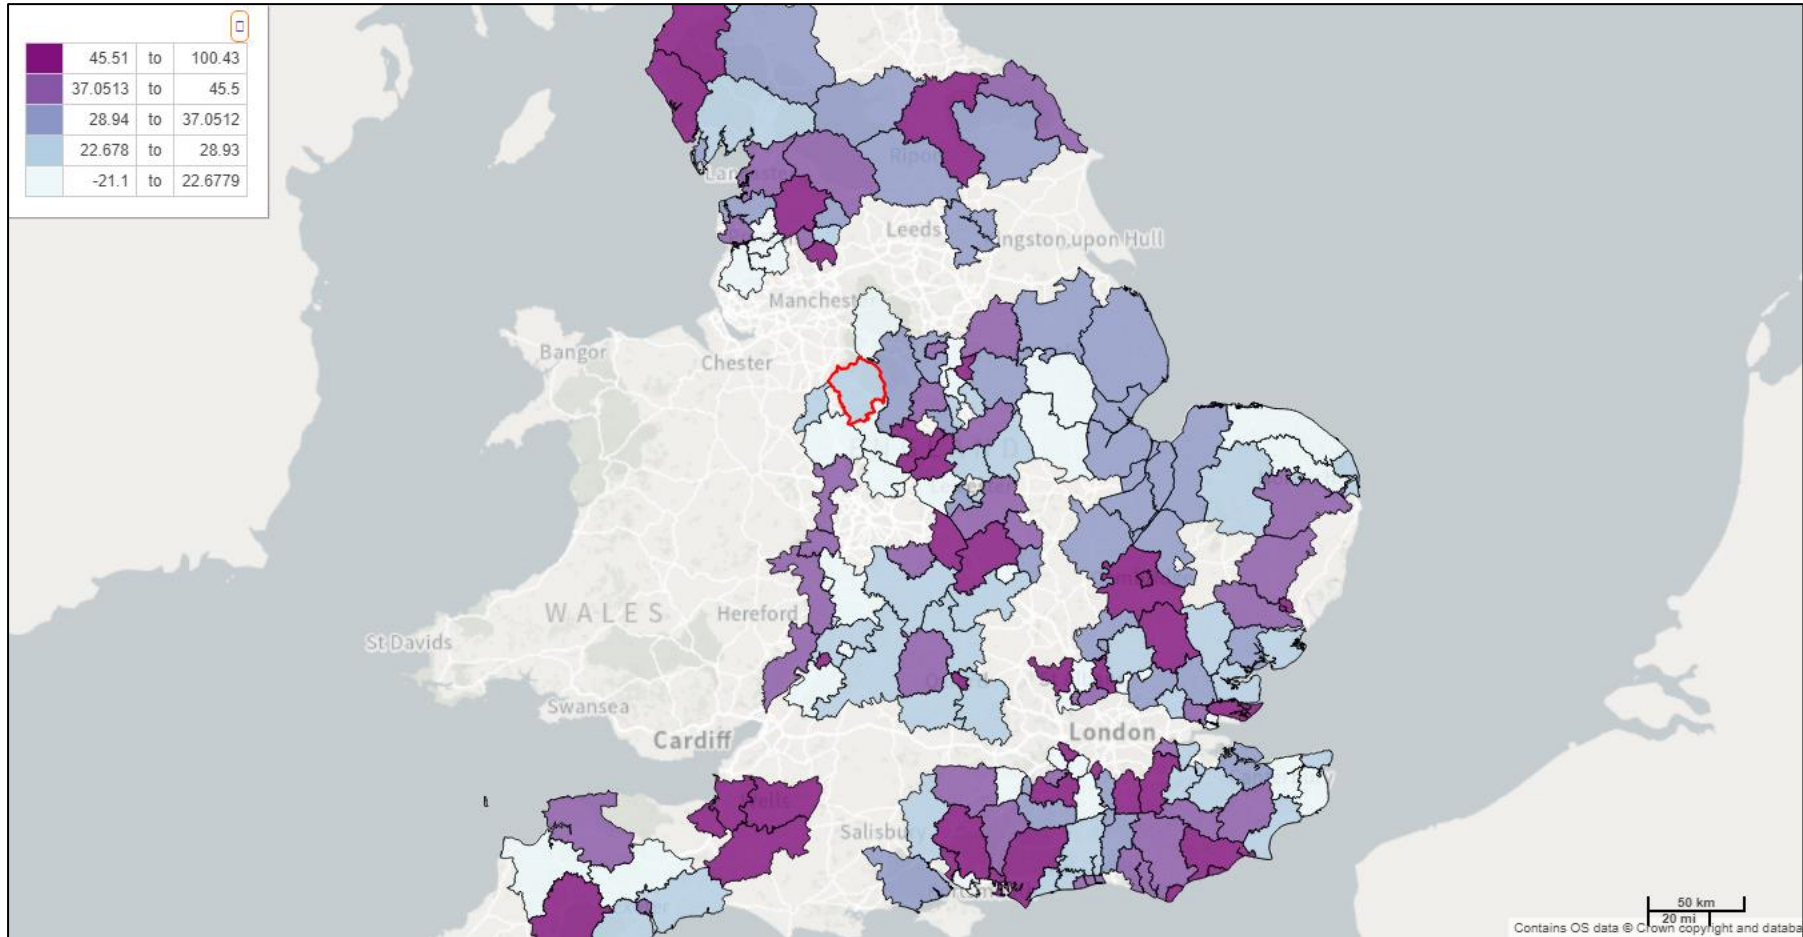 45.51 to 100.43
37.0513 to 45.5
28.94 to 37.0512
22.678 to 28.93
-21.1 to 22.6779
Leeds
Manchest
Bangor
Chester
WALES
Hereford
St Davids
Swansea
Cardiff
London
Salisbu
50 km
20 mi
Contains OS data © Crown copyright and databa